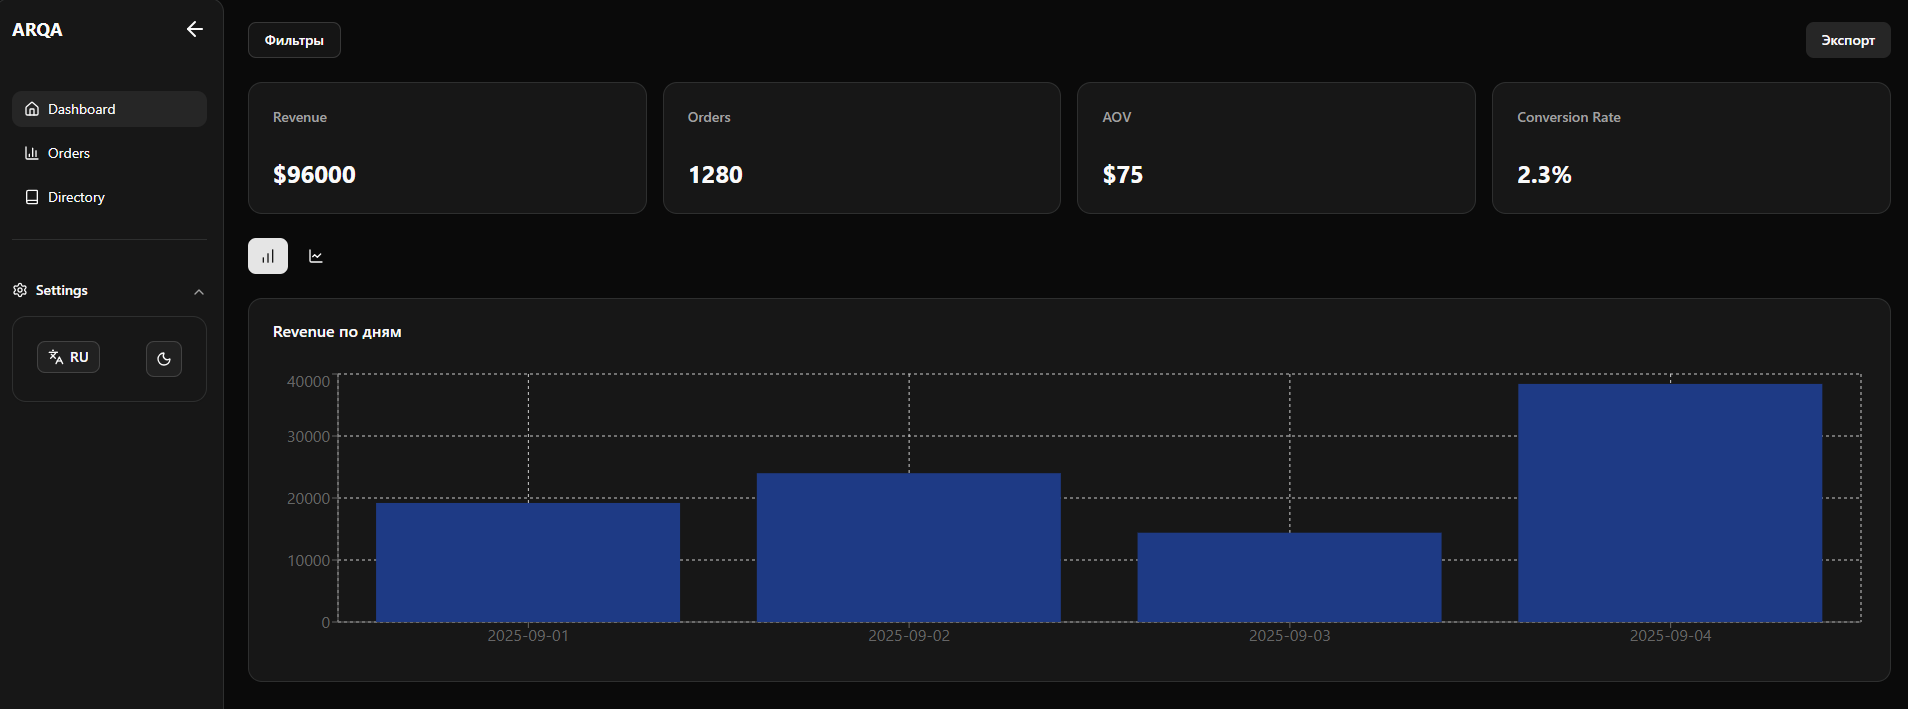 ARQA
Dashboard
Orders
Directory
Settings
RU
Фильтры
Экспорт
Revenue
$96000
Orders
1280
AOV
$75
Conversion Rate
2.3%
Revenue по дням
40000
30000
20000
10000
0
2025-09-01
2025-09-02
2025-09-03
2025-09-04